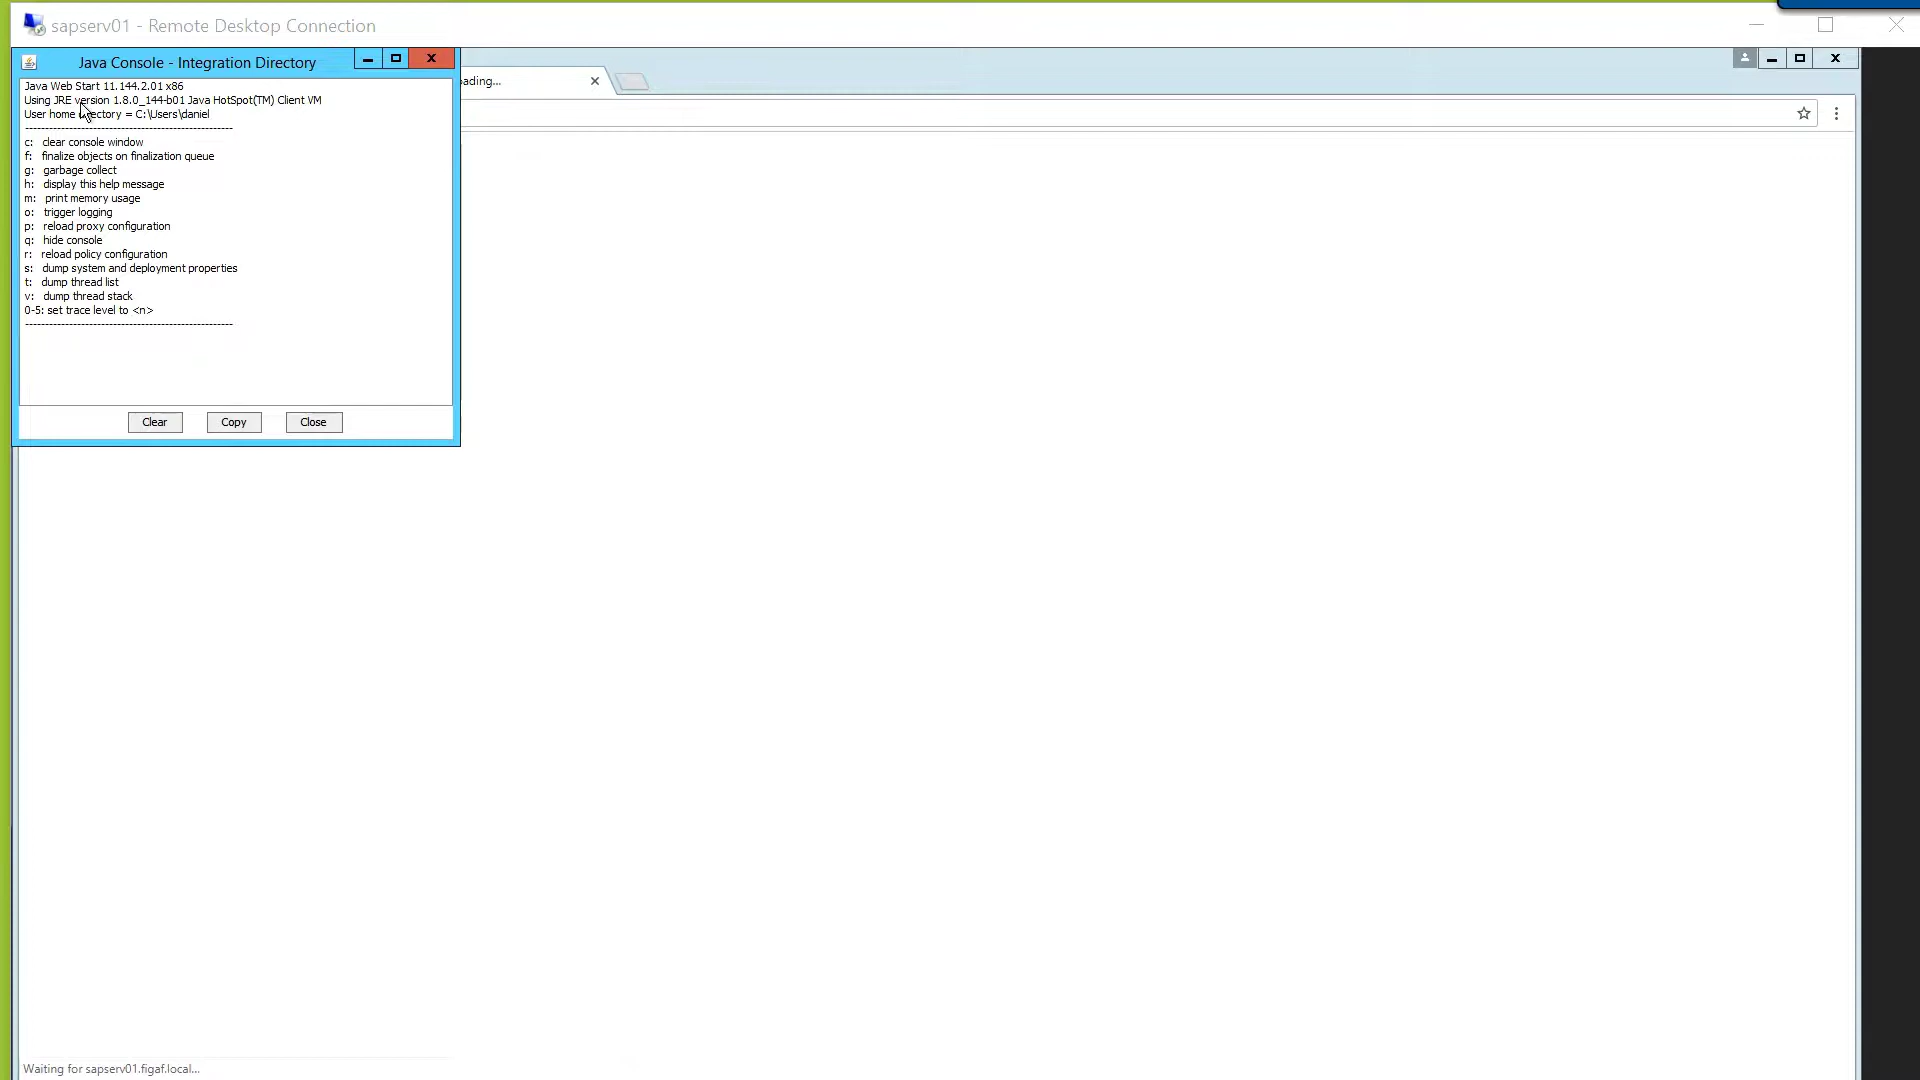 sapserv01 - Remote Desktop Connection
Java Console - Integration Directory
Java Web Start 11.144.2.01 x86
Using JRE version 1.8.0_144-b01 Java HotSpot(TM) Client VM
User home directory = C:\Users\daniel
----------------------------------------------------
c: clear console window
f: finalize objects on finalization queue
g: garbage collect
h: display this help message
m: print memory usage
o: trigger logging
p: reload proxy configuration
q: hide console
r: reload policy configuration
s: dump system and deployment properties
t: dump thread list
v: dump thread stack
0-5: set trace level to <n>
----------------------------------------------------
Clear Copy Close
ading...
Waiting for sapserv01.figaf.local...